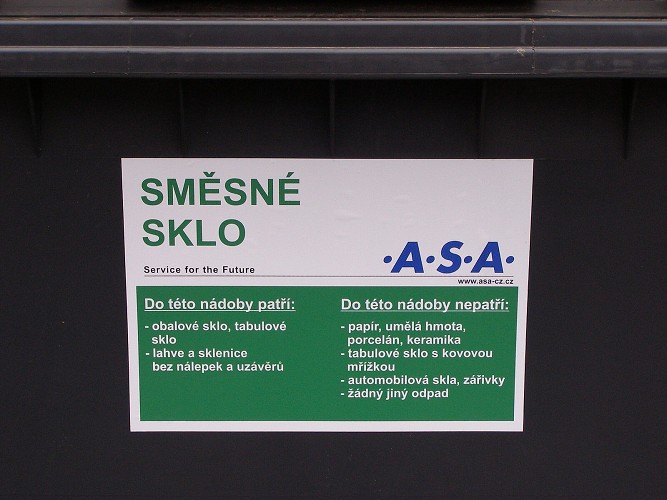 SMĚSNÉ
SKLO
Service for the Future
·A·S·A·
www.asa-cz.cz
Do této nádoby patří:
- obalové sklo, tabulové
sklo
- lahve a sklenice
bez nálepek a uzávěrů
Do této nádoby nepatří:
- papír, umělá hmota,
porcelán, keramika
- tabulové sklo s kovovou
mřížkou
- automobilová skla, zářivky
- žádný jiný odpad